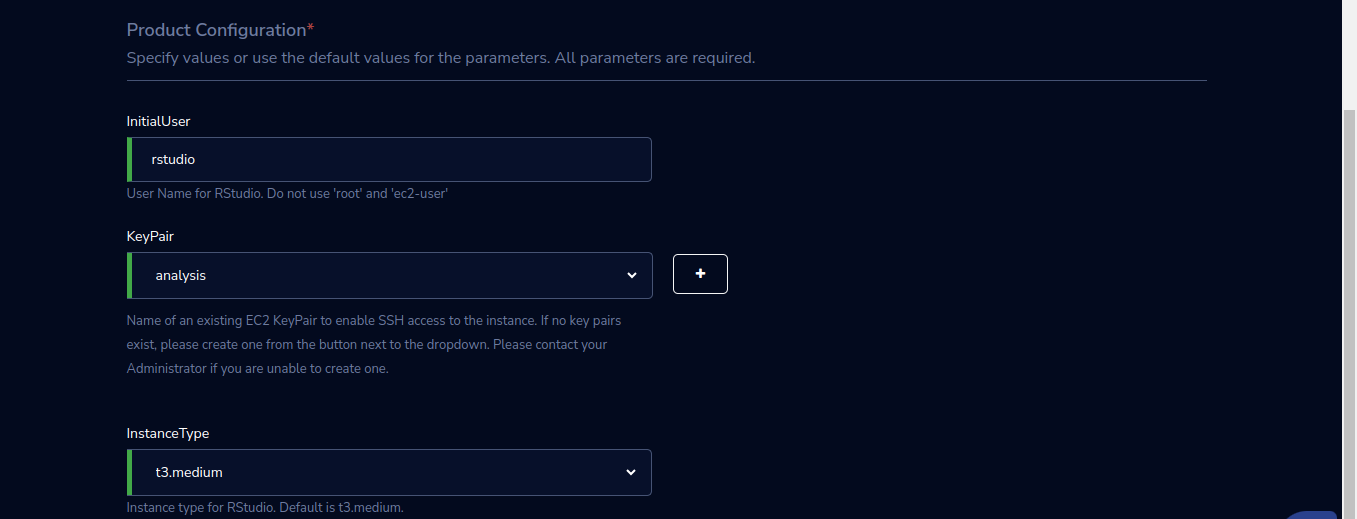 Product Configuration*
Specify values or use the default values for the parameters. All parameters are required.
InitialUser
rstudio
User Name for RStudio. Do not use 'root' and 'ec2-user'
KeyPair
analysis
+
Name of an existing EC2 KeyPair to enable SSH access to the instance. If no key pairs
exist, please create one from the button next to the dropdown. Please contact your
Administrator if you are unable to create one.
InstanceType
t3.medium
Instance type for RStudio. Default is t3.medium.